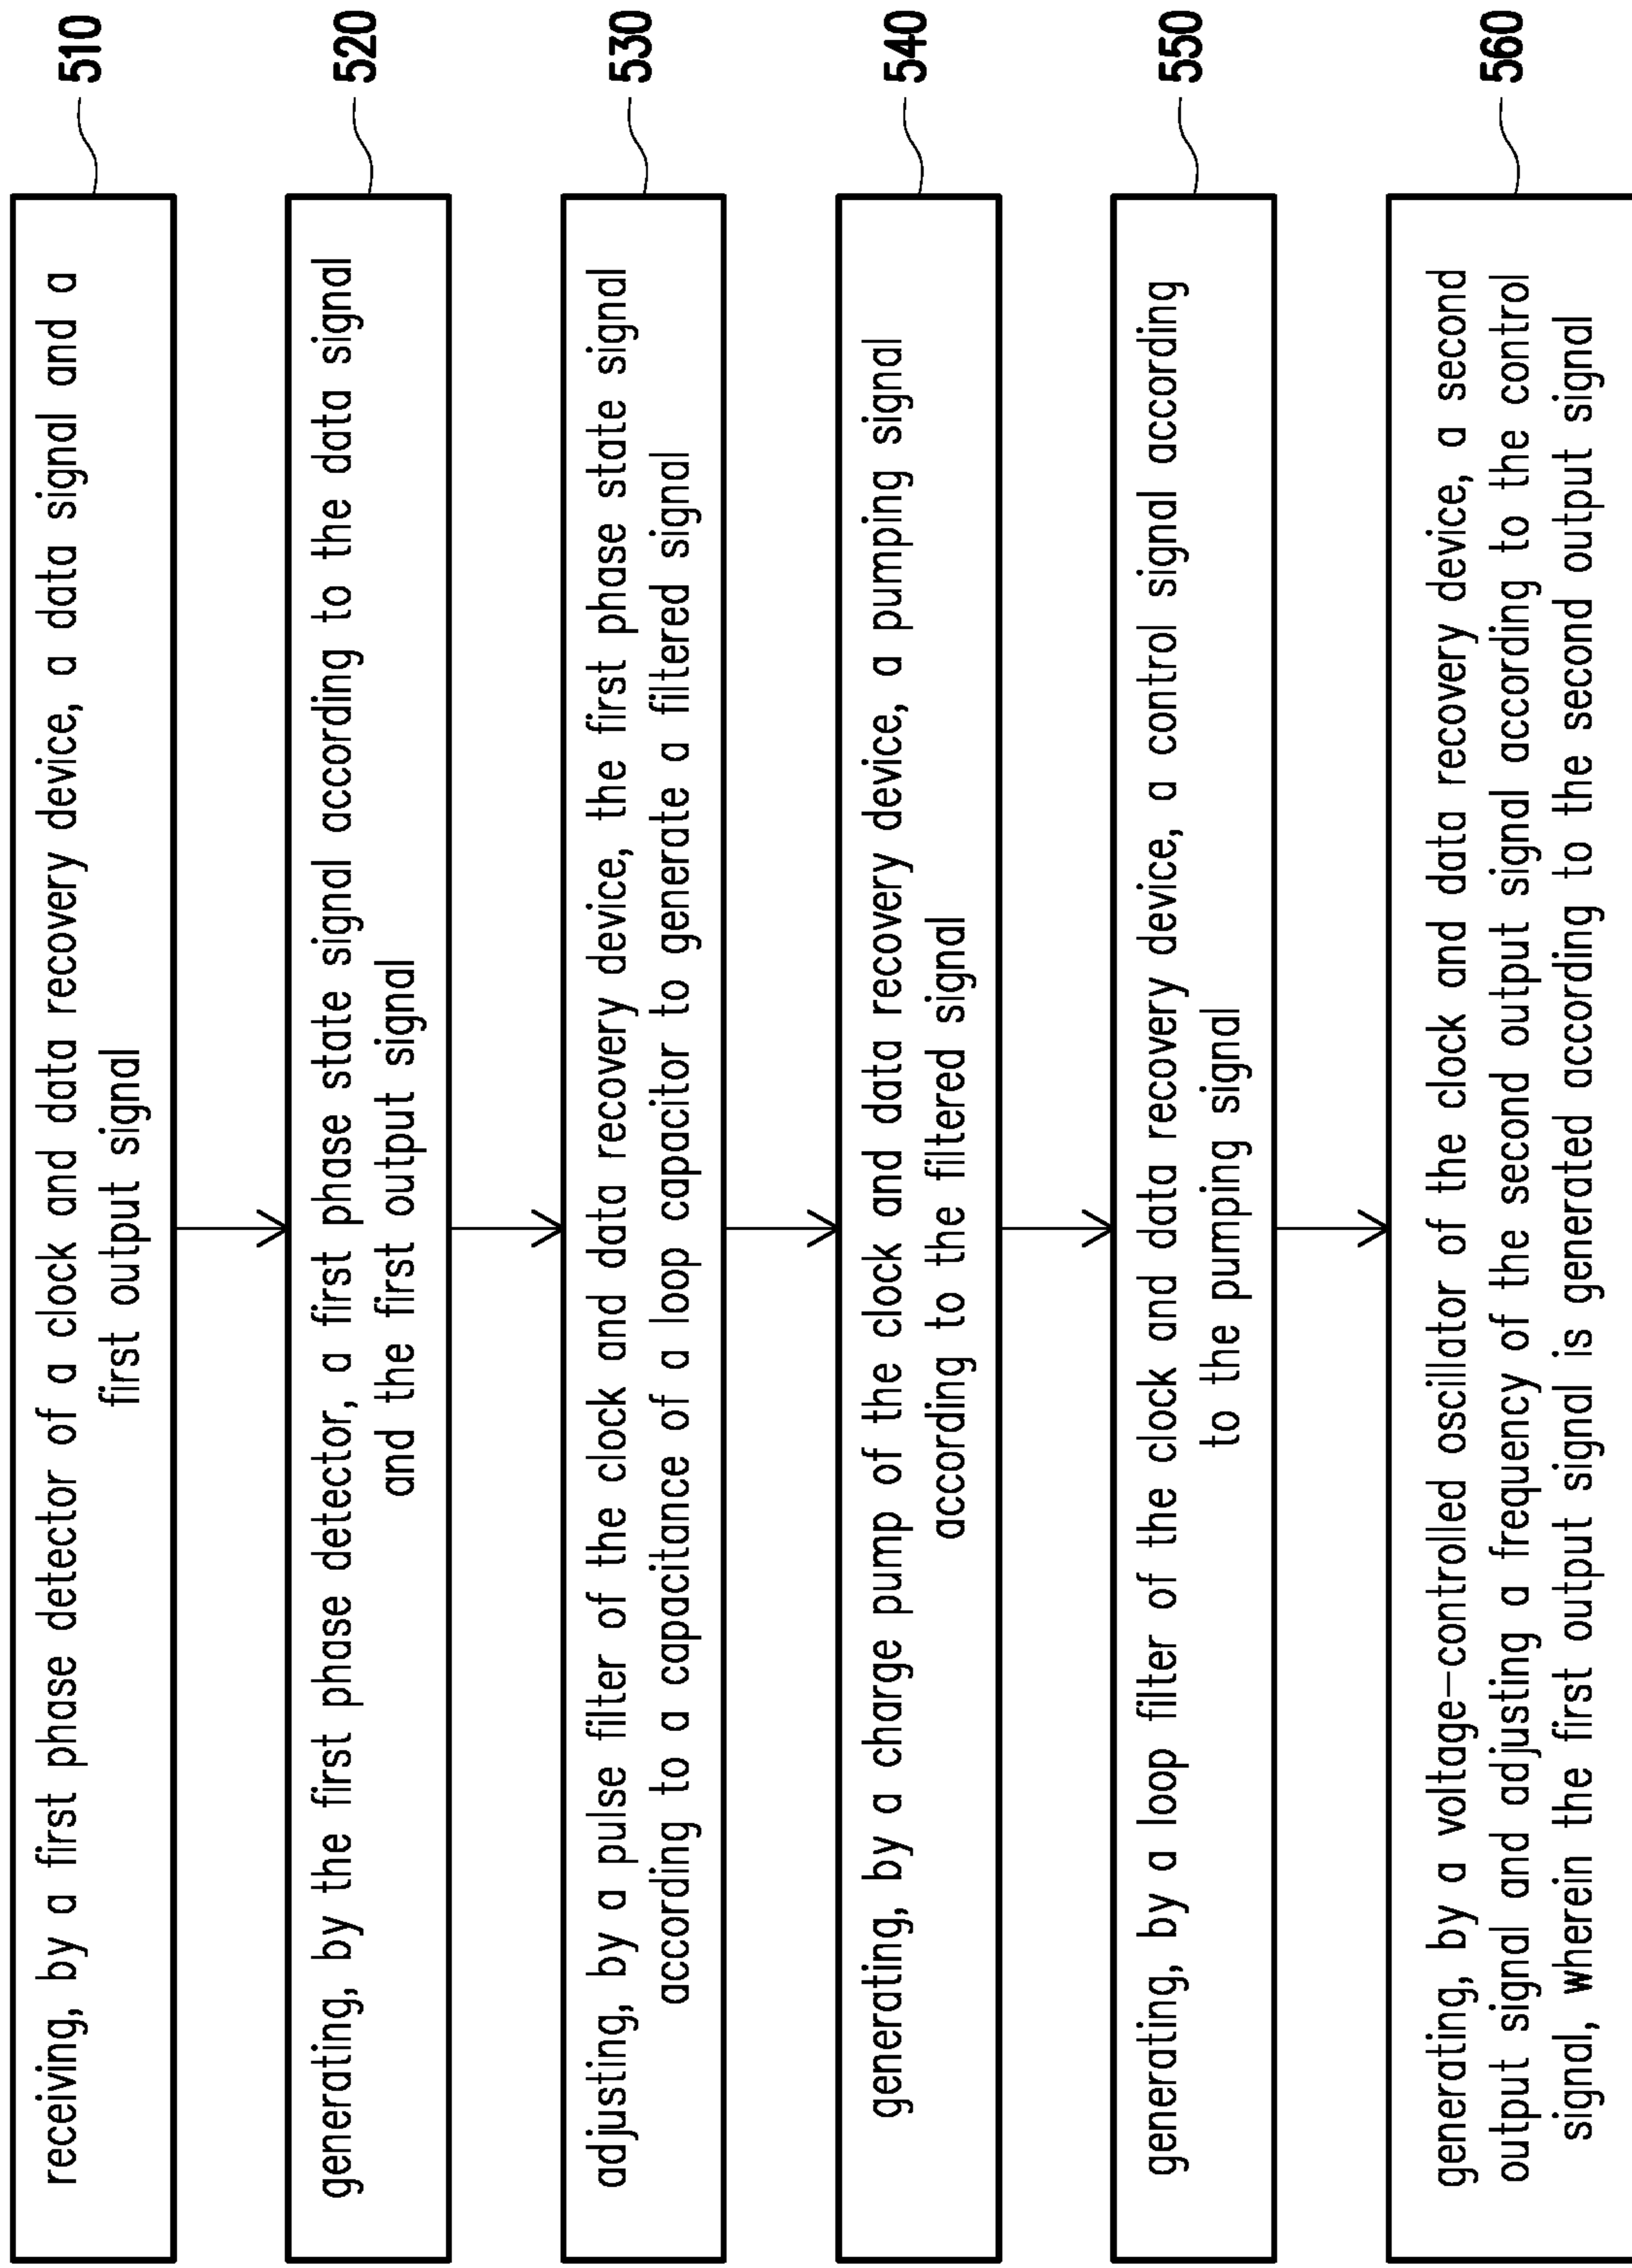 receiving, by a first phase detector of a clock and data recovery device, a data signal and a
first output signal
510
generating, by the first phase detector, a first phase state signal according to the data signal
and the first output signal
520
adjusting, by a pulse filter of the clock and data recovery device, the first phase state signal
according to a capacitance of a loop capacitor to generate a filtered signal
530
generating, by a charge pump of the clock and data recovery device, a pumping signal
according to the filtered signal
540
generating, by a loop filter of the clock and data recovery device, a control signal according
to the pumping signal
550
generating, by a voltage-controlled oscillator of the clock and data recovery device, a second
output signal and adjusting a frequency of the second output signal according to the control
signal, wherein the first output signal is generated according to the second output signal
560